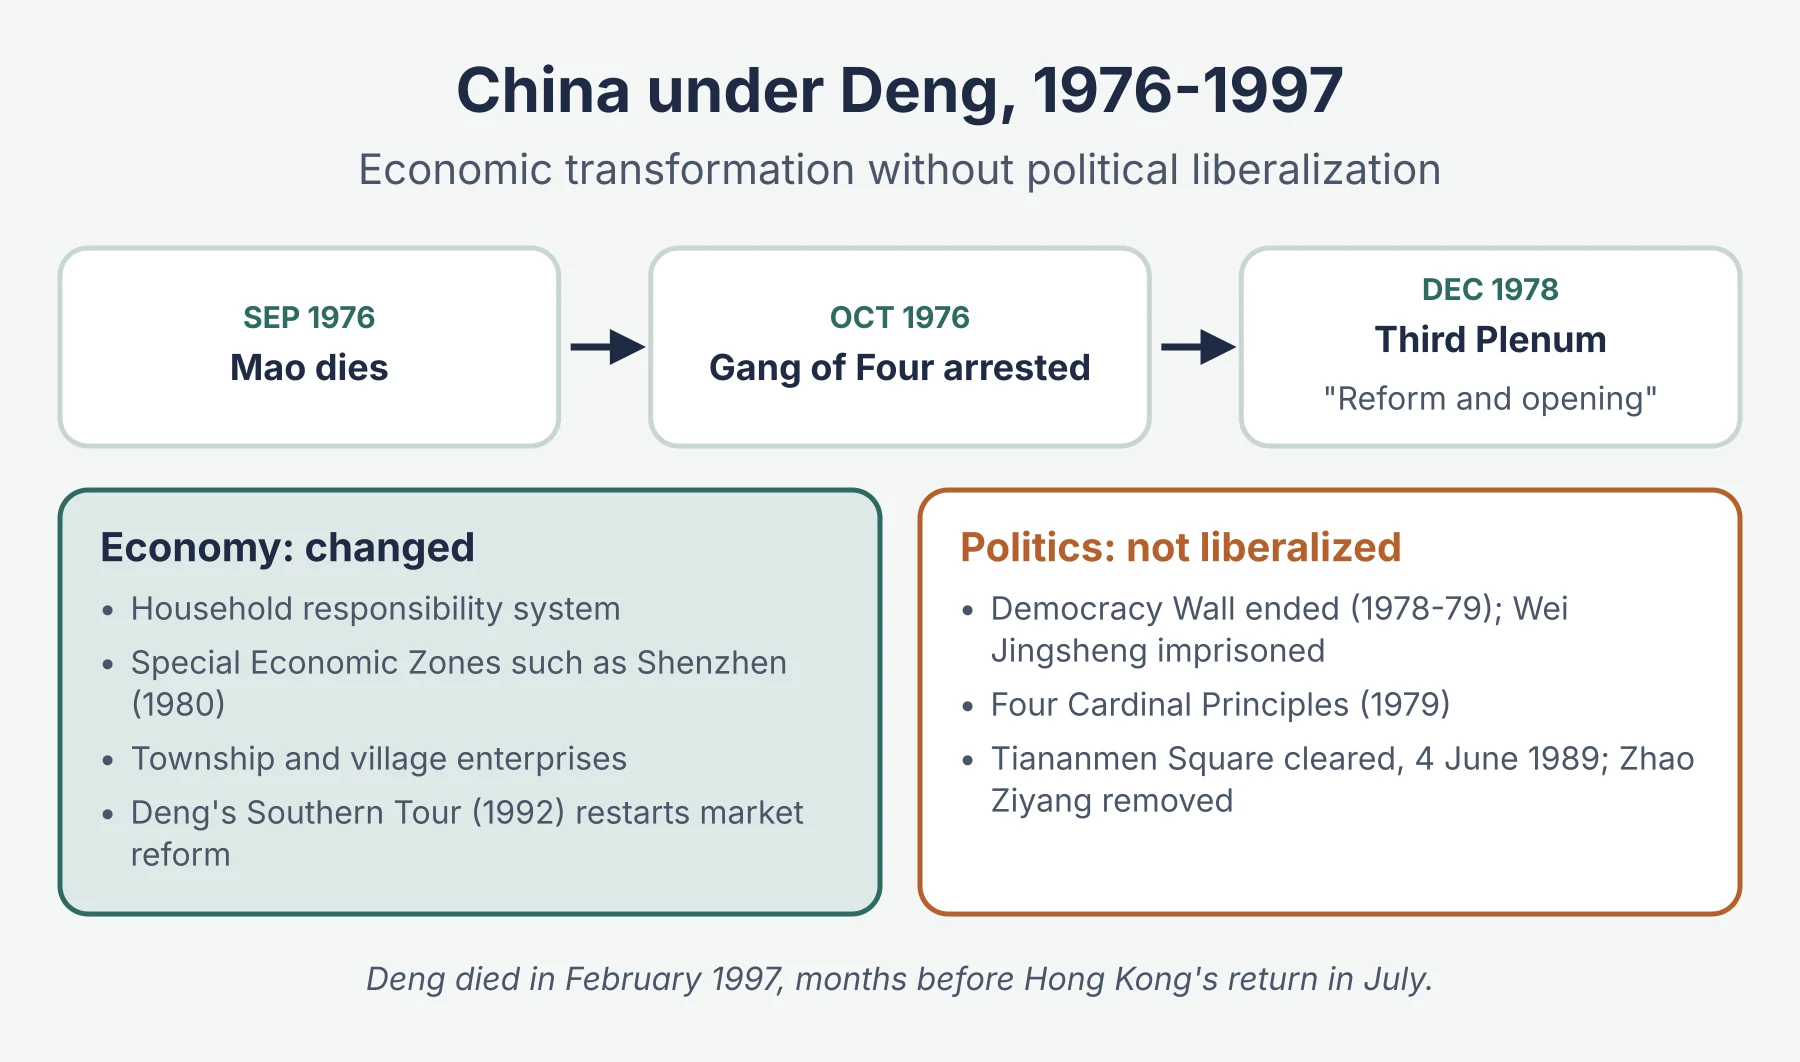 China under Deng, 1976-1997
Economic transformation without political liberalization
SEP 1976
Mao dies
OCT 1976
Gang of Four arrested
DEC 1978
Third Plenum
"Reform and opening"
Economy: changed
• Household responsibility system
• Special Economic Zones such as Shenzhen
(1980)
• Township and village enterprises
• Deng's Southern Tour (1992) restarts market
reform
Politics: not liberalized
• Democracy Wall ended (1978-79); Wei
Jingsheng imprisoned
• Four Cardinal Principles (1979)
• Tiananmen Square cleared, 4 June 1989; Zhao
Ziyang removed
Deng died in February 1997, months before Hong Kong's return in July.